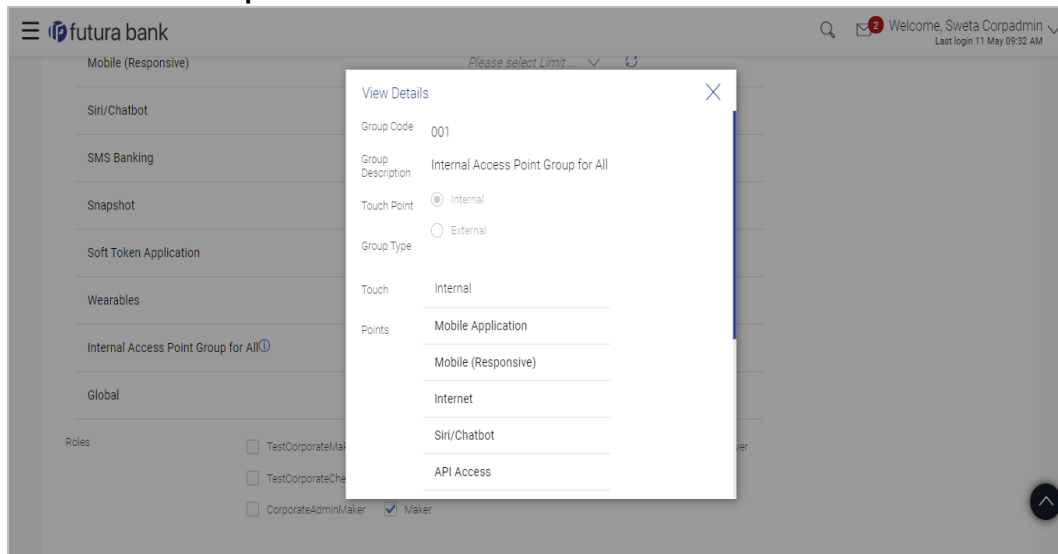 futura bank
2
Welcome, Sweta Corpadmin
Last login 11 May 09:32 AM
Mobile (Responsive)
Please select Limit ...
Siri/Chatbot
SMS Banking
Snapshot
Soft Token Application
Wearables
Internal Access Point Group for All
Global
Roles
TestCorporateMak
ver
TestCorporateChe
CorporateAdminMaker
Maker
View Details
Group Code
001
Group
Description
Internal Access Point Group for All
Touch Point
Internal
External
Group Type
Touch
Internal
Points
Mobile Application
Mobile (Responsive)
Internet
Siri/Chatbot
API Access